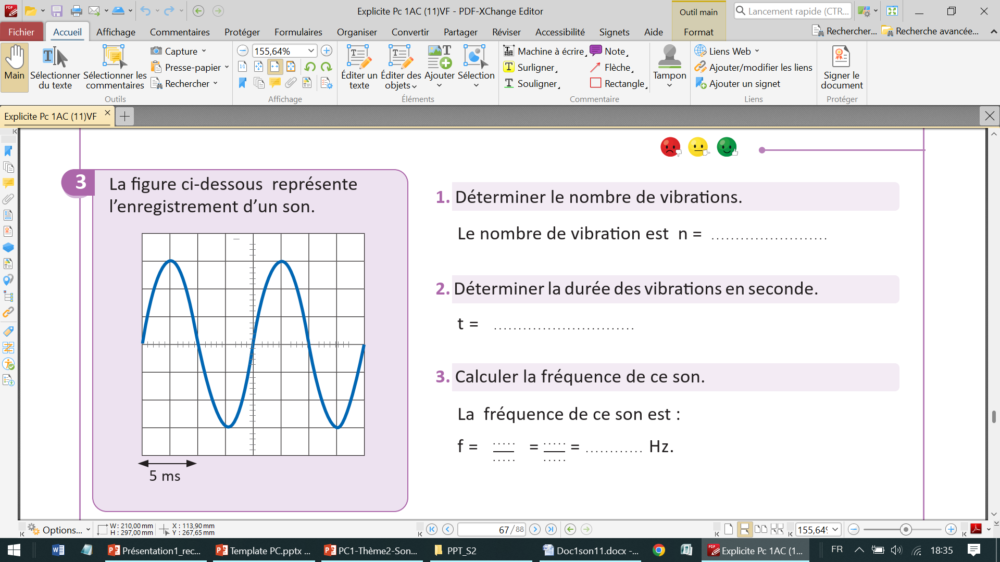 Explicite Pc 1AC (11)VF - PDF-XChange Editor
Outil main
Lancement rapide (CTR...
Fichier Accueil Affichage Commentaires Protéger Formulaires Organiser Convertir Partager Réviser Accessibilité Signets Aide Format Rechercher... Recherche avancée...
Main
Sélectionner du texte
Sélectionner les commentaires
Capture
Presse-papier
Rechercher
Outils
155,64%
Affichage
Éditer un texte
Éditer des objets
Ajouter
Sélection
Éléments
Machine à écrire
Surligner
Souligner
Note
Flèche
Rectangle
Tampon
Commentaire
Liens Web
Ajouter/modifier les liens
Ajouter un signet
Liens
Signer le document
Protéger
Explicite Pc 1AC (11)VF
3
La figure ci-dessous représente
l'enregistrement d'un son.
5 ms
1. Déterminer le nombre de vibrations.
Le nombre de vibration est n = ........................
2. Déterminer la durée des vibrations en seconde.
t = .............................
3. Calculer la fréquence de ce son.
La fréquence de ce son est :
f = ..... / ..... = ..... / ..... = ............ Hz.
Options...
W : 210,00 mm
H : 297,00 mm
X : 113,90 mm
Y : 267,65 mm
67 / 88
155,64%
Présentation1_rec...
Template PC.pptx ...
PC1-Thème2-Son...
PPT_S2
Doc1son11.docx -...
Explicite Pc 1AC (1...
FR
18:35